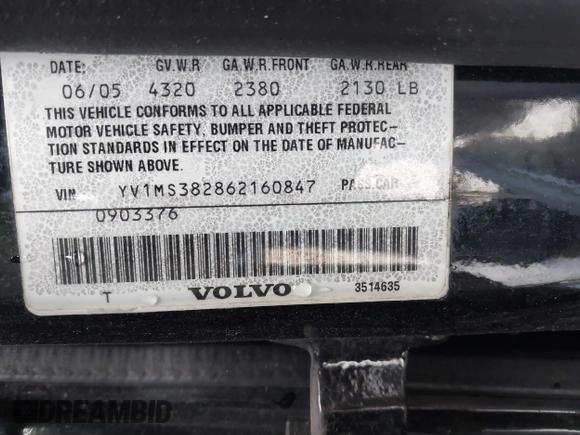 DATE: GV.W.R GA.W.R.FRONT GA.W.R.REAR
06/05 4320 2380 2130 LB
THIS VEHICLE CONFORMS TO ALL APPLICABLE FEDERAL
MOTOR VEHICLE SAFETY, BUMPER AND THEFT PROTEC–
TION STANDARDS IN EFFECT ON THE DATE OF MANUFAC–
TURE SHOWN ABOVE.
VIN YV1MS382862160847 PASS.CAR
0903376
T VOLVO 3514635
DREAMBID